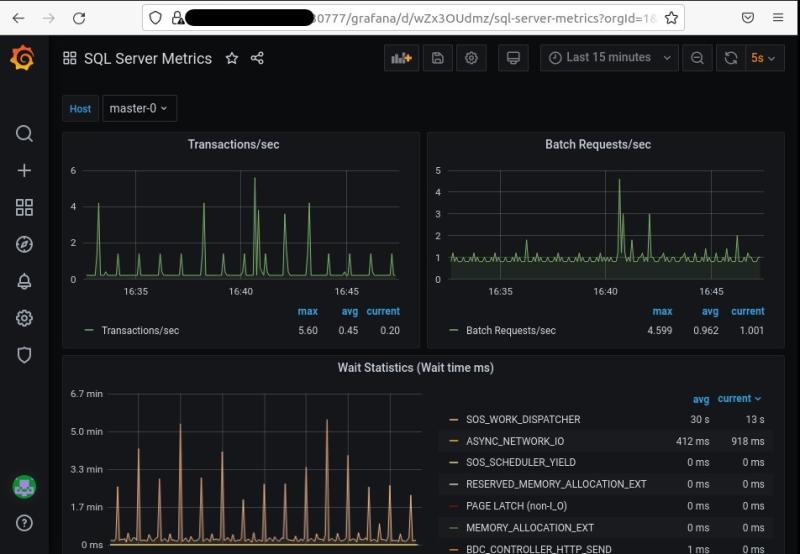 0777/grafana/d/wZx3OUdmz/sql-server-metrics?orgId=1&
SQL Server Metrics
Last 15 minutes
5s
Host master-0
Transactions/sec
6
4
2
0
16:35 16:40 16:45
max avg current
Transactions/sec 5.60 0.45 0.20
Batch Requests/sec
5
4
3
2
1
0
16:35 16:40 16:45
max avg current
Batch Requests/sec 4.599 0.962 1.001
Wait Statistics (Wait time ms)
6.7 min
5.0 min
3.3 min
1.7 min
0 ms
avg current
SOS_WORK_DISPATCHER 30 s 13 s
ASYNC_NETWORK_IO 412 ms 918 ms
SOS_SCHEDULER_YIELD 0 ms 0 ms
RESERVED_MEMORY_ALLOCATION_EXT 0 ms 0 ms
PAGE LATCH (non-I_O) 0 ms 0 ms
MEMORY_ALLOCATION_EXT 0 ms 0 ms
BDC_CONTROLLER_HTTP_SEND 1 ms 0 ms